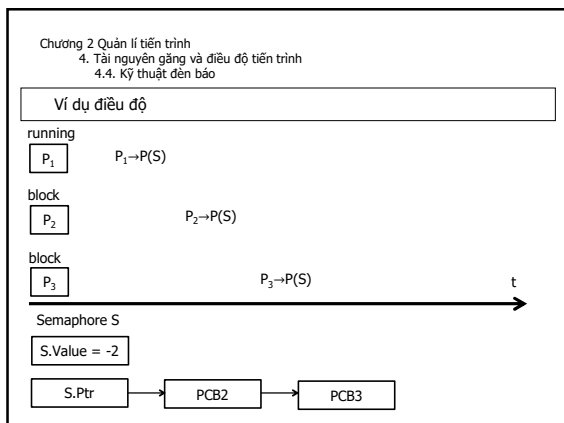 Chương 2 Quản lí tiến trình
4. Tài nguyên găng và điều độ tiến trình
4.4. Kỹ thuật đèn báo
Ví dụ điều độ
running
P₁
P₁→P(S)
block
P₂
P₂→P(S)
block
P₃
P₃→P(S)
t
Semaphore S
S.Value = -2
S.Ptr
PCB2
PCB3